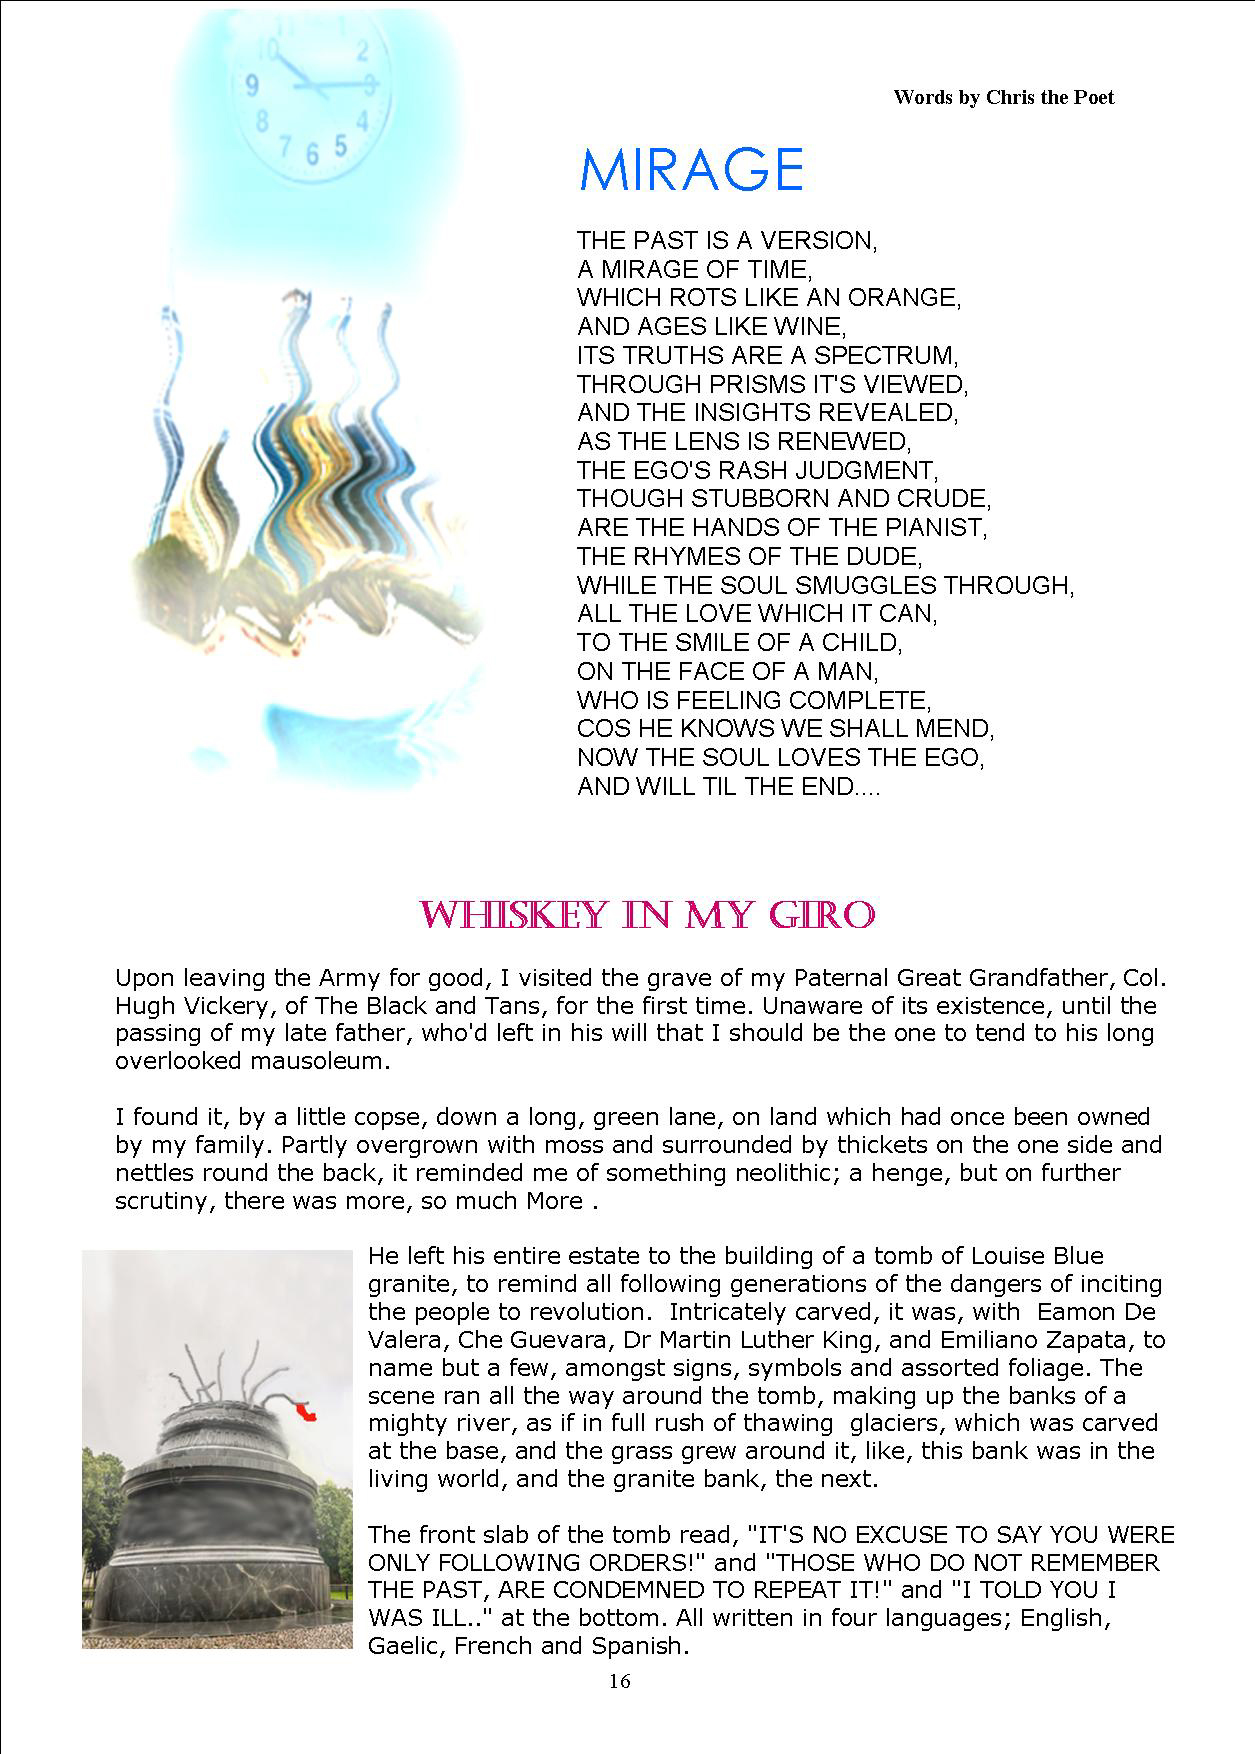 10 11 1 2
9 3
8 4
7 6 5
Words by Chris the Poet
MIRAGE
THE PAST IS A VERSION,
A MIRAGE OF TIME,
WHICH ROTS LIKE AN ORANGE,
AND AGES LIKE WINE,
ITS TRUTHS ARE A SPECTRUM,
THROUGH PRISMS IT'S VIEWED,
AND THE INSIGHTS REVEALED,
AS THE LENS IS RENEWED,
THE EGO'S RASH JUDGMENT,
THOUGH STUBBORN AND CRUDE,
ARE THE HANDS OF THE PIANIST,
THE RHYMES OF THE DUDE,
WHILE THE SOUL SMUGGLES THROUGH,
ALL THE LOVE WHICH IT CAN,
TO THE SMILE OF A CHILD,
ON THE FACE OF A MAN,
WHO IS FEELING COMPLETE,
COS HE KNOWS WE SHALL MEND,
NOW THE SOUL LOVES THE EGO,
AND WILL TIL THE END....
WHISKEY IN MY GIRO
Upon leaving the Army for good, I visited the grave of my Paternal Great Grandfather, Col.
Hugh Vickery, of The Black and Tans, for the first time. Unaware of its existence, until the
passing of my late father, who'd left in his will that I should be the one to tend to his long
overlooked mausoleum.
I found it, by a little copse, down a long, green lane, on land which had once been owned
by my family. Partly overgrown with moss and surrounded by thickets on the one side and
nettles round the back, it reminded me of something neolithic; a henge, but on further
scrutiny, there was more, so much More .
He left his entire estate to the building of a tomb of Louise Blue
granite, to remind all following generations of the dangers of inciting
the people to revolution.  Intricately carved, it was, with  Eamon De
Valera, Che Guevara, Dr Martin Luther King, and Emiliano Zapata, to
name but a few, amongst signs, symbols and assorted foliage. The
scene ran all the way around the tomb, making up the banks of a
mighty river, as if in full rush of thawing  glaciers, which was carved
at the base, and the grass grew around it, like, this bank was in the
living world, and the granite bank, the next.
The front slab of the tomb read, "IT'S NO EXCUSE TO SAY YOU WERE
ONLY FOLLOWING ORDERS!" and "THOSE WHO DO NOT REMEMBER
THE PAST, ARE CONDEMNED TO REPEAT IT!" and "I TOLD YOU I
WAS ILL.." at the bottom. All written in four languages; English,
Gaelic, French and Spanish.
16